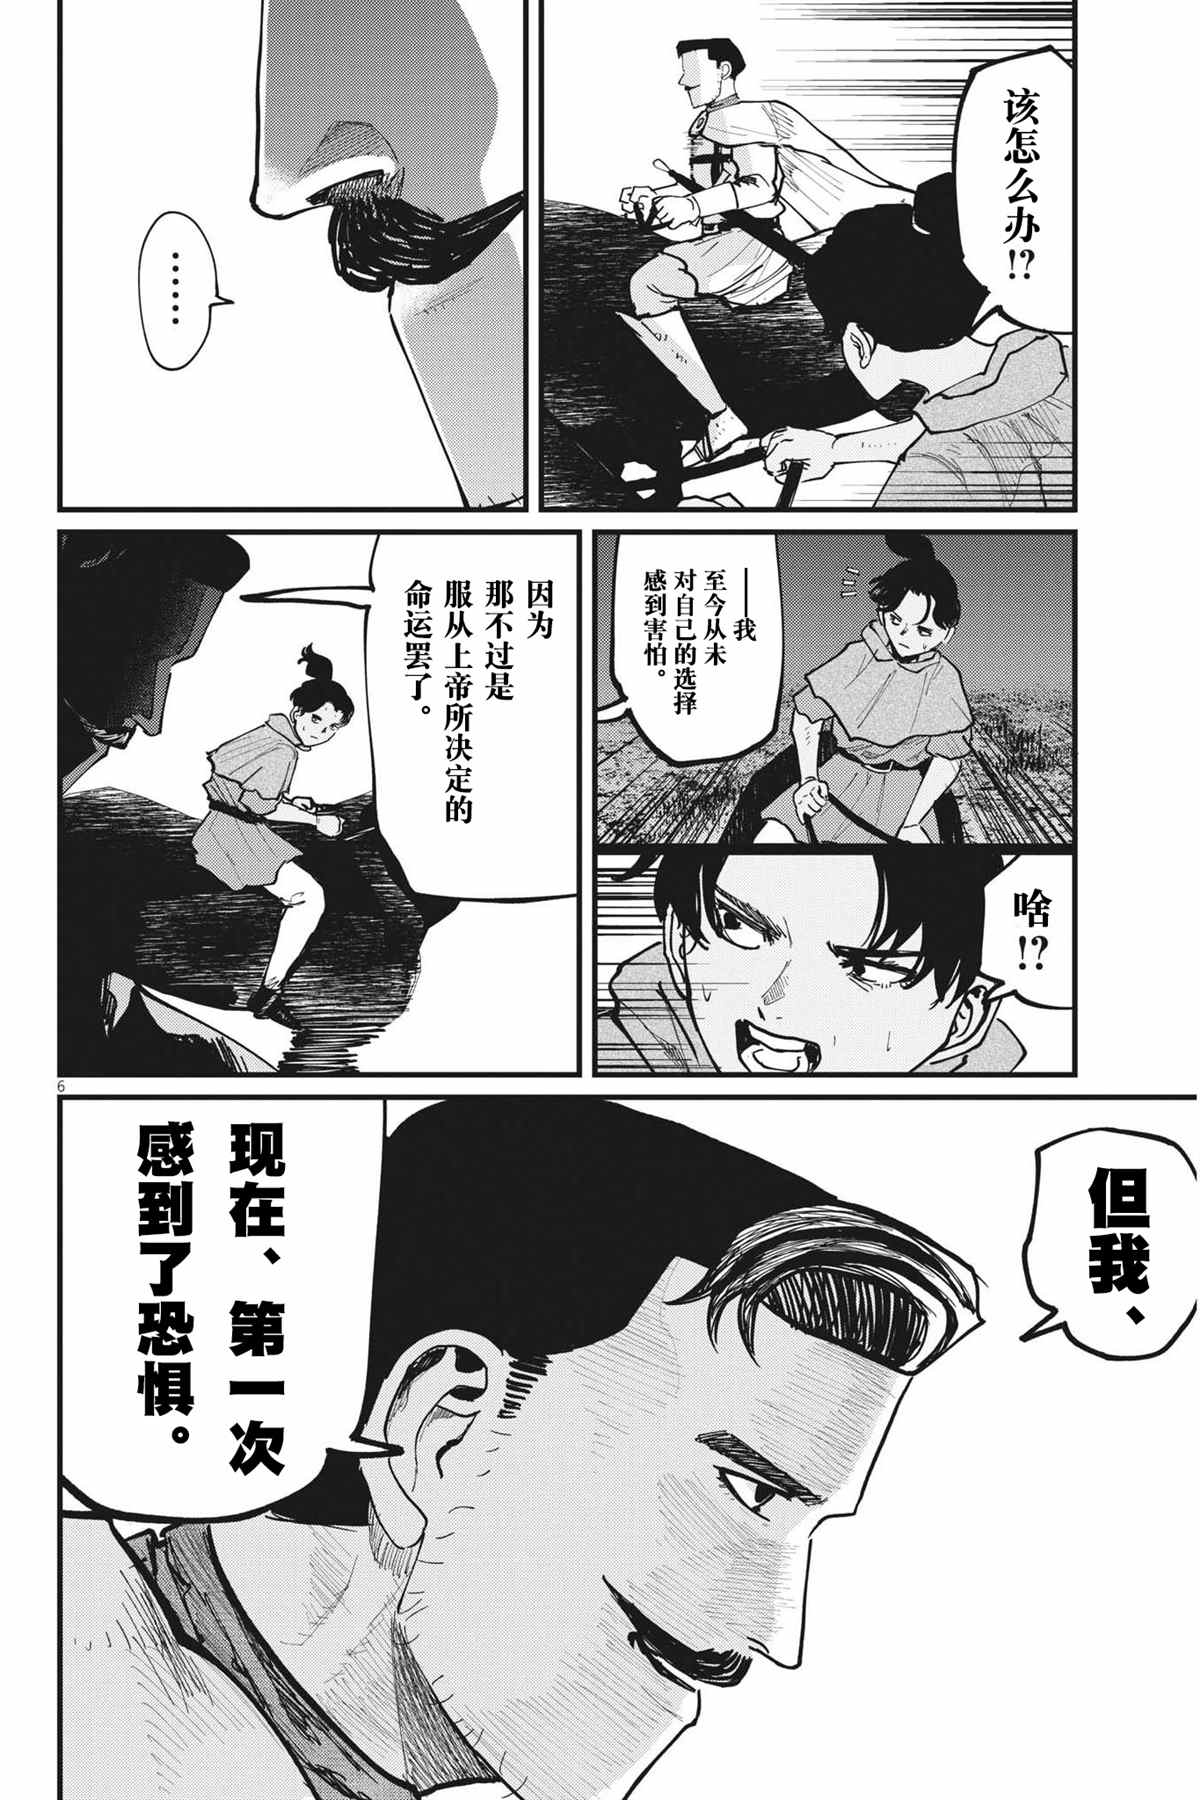 该怎么办!?
……
——我
至今从未
对自己的选择
感到害怕。
啥!?
因为
那不过是
服从上帝所决定的
命运罢了。
6
但我、
现在、第一次
感到了恐惧。